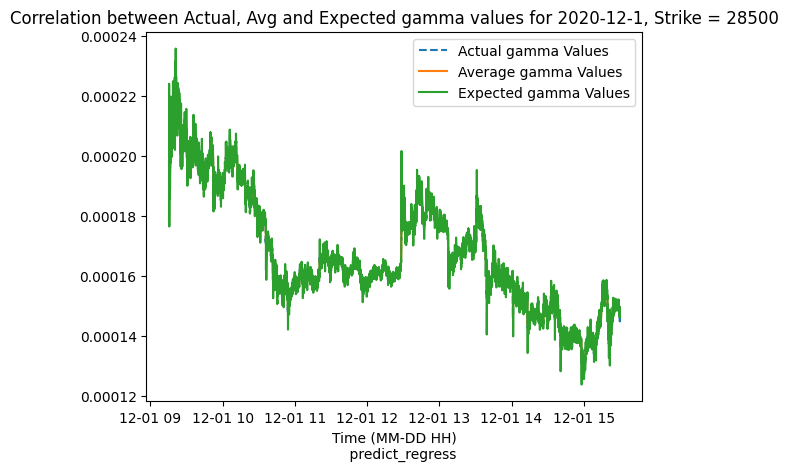 Correlation between Actual, Avg and Expected gamma values for 2020-12-1, Strike = 28500
Actual gamma Values
Average gamma Values
Expected gamma Values
0.00024
0.00022
0.00020
0.00018
0.00016
0.00014
0.00012
12-01 09 12-01 10 12-01 11 12-01 12 12-01 13 12-01 14 12-01 15
Time (MM-DD HH)
predict_regress